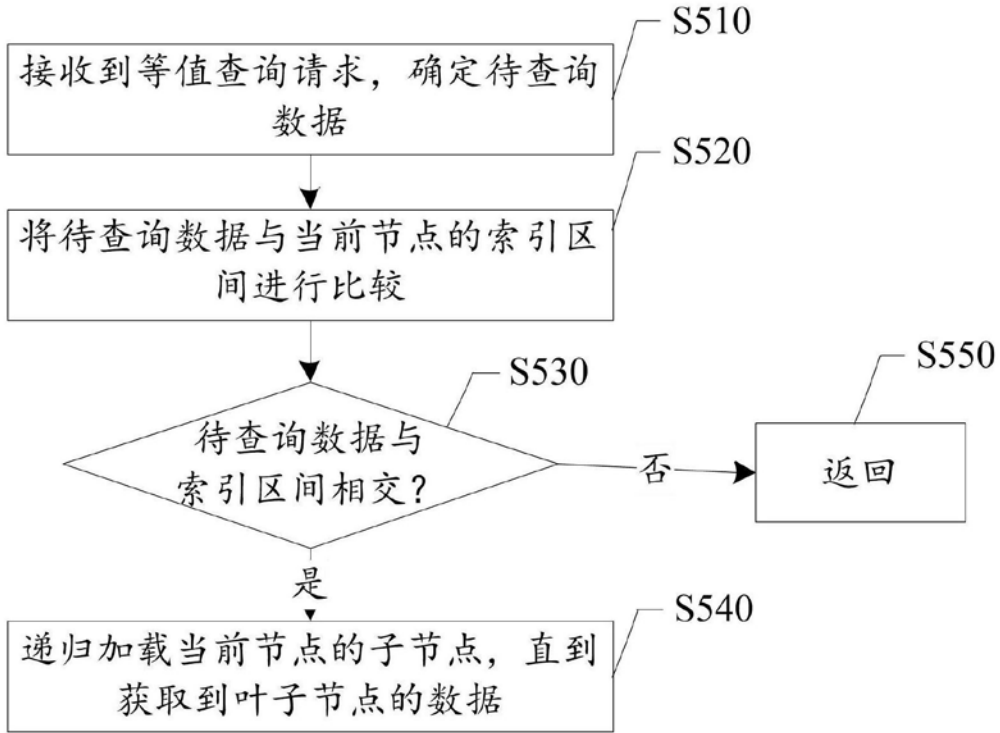 S510
接收到等值查询请求，确定待查询
数据
S520
将待查询数据与当前节点的索引区
间进行比较
S530
待查询数据与
索引区间相交？
否
S550
返回
是
S540
递归加载当前节点的子节点，直到
获取到叶子节点的数据